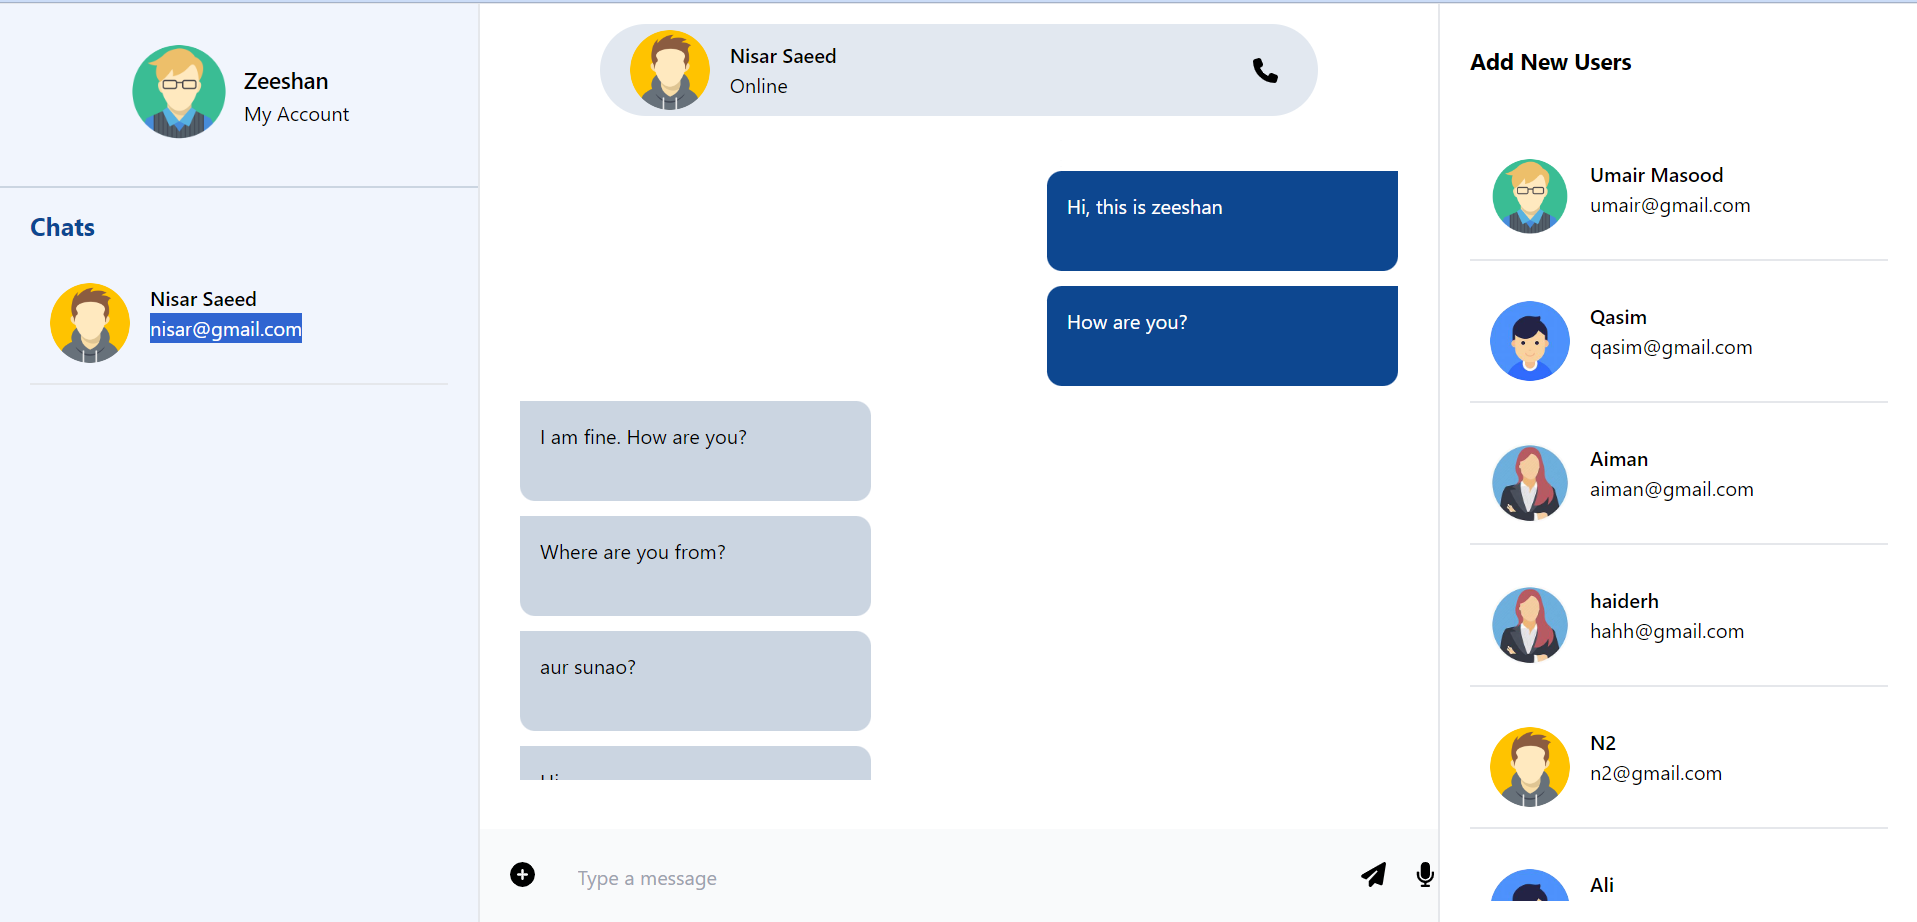 Zeeshan
My Account
Chats
Nisar Saeed
nisar@gmail.com
Nisar Saeed
Online
Hi, this is zeeshan
How are you?
I am fine. How are you?
Where are you from?
aur sunao?
Type a message
Add New Users
Umair Masood
umair@gmail.com
Qasim
qasim@gmail.com
Aiman
aiman@gmail.com
haiderh
hahh@gmail.com
N2
n2@gmail.com
Ali